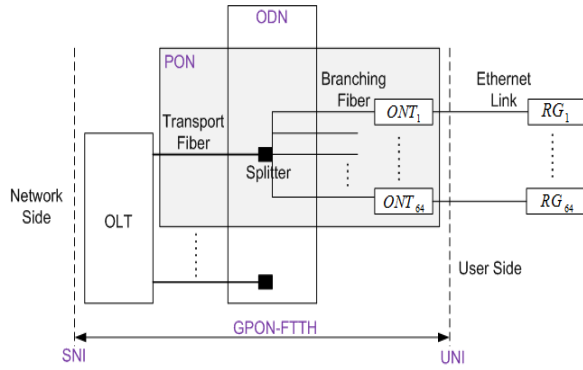 ODN
PON
Branching
Fiber
Ethernet
Link
ONT1
RG1
Transport
Fiber
Splitter
Network
Side
OLT
ONT64
RG64
User Side
GPON-FTTH
SNI
UNI